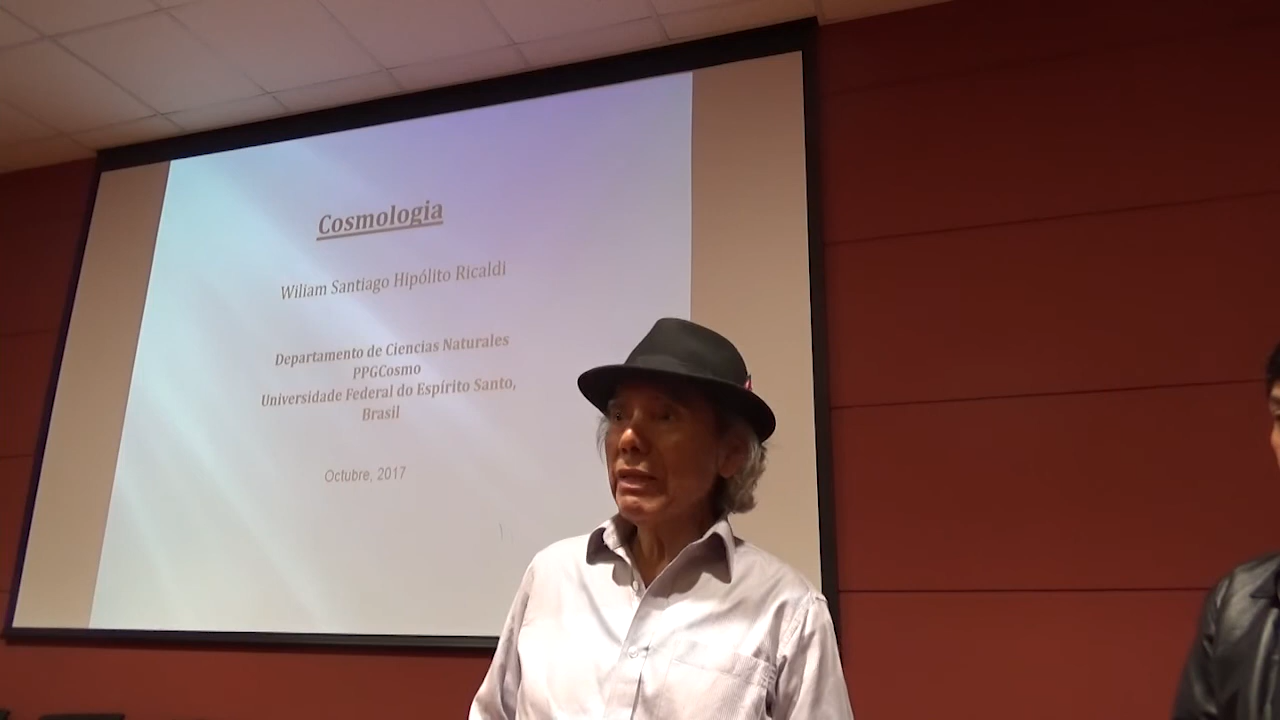 Cosmologia
Wiliam Santiago Hipólito Ricaldi
Departamento de Ciencias Naturales
PPGCosmo
Universidade Federal do Espírito Santo,
Brasil
Octubre, 2017